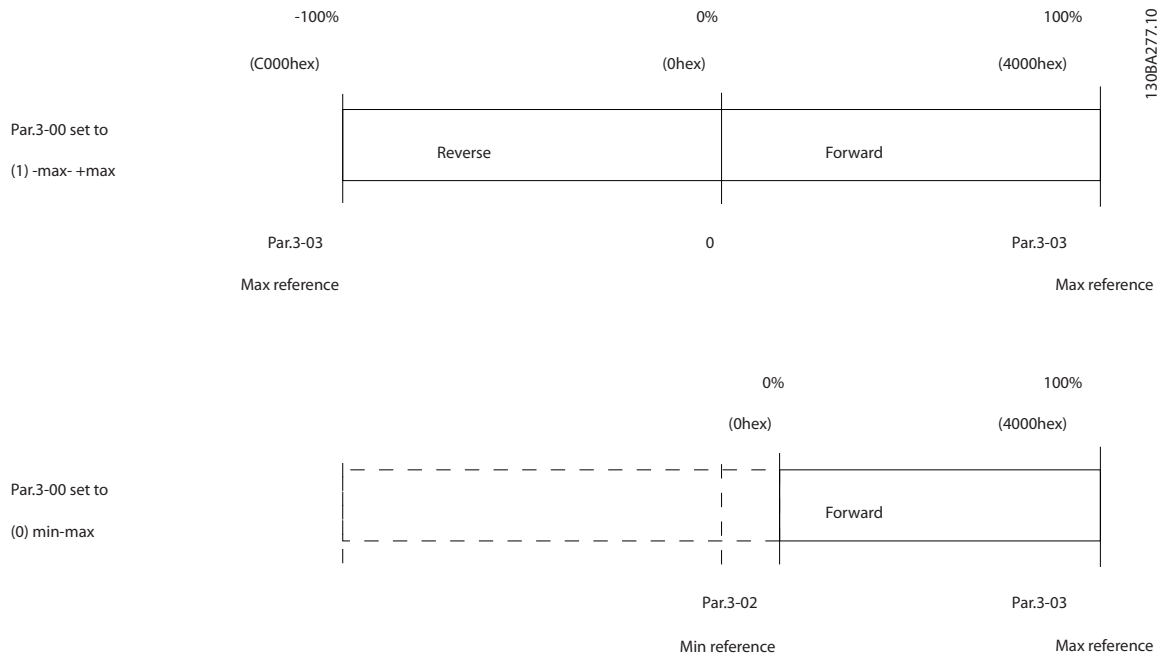 -100% 0% 100%
(C000hex) (0hex) (4000hex)
130BA277.10
Par.3-00 set to
(1) -max- +max
Reverse Forward
Par.3-03 0 Par.3-03
Max reference Max reference
0% 100%
(0hex) (4000hex)
Par.3-00 set to
(0) min-max
Forward
Par.3-02 Par.3-03
Min reference Max reference